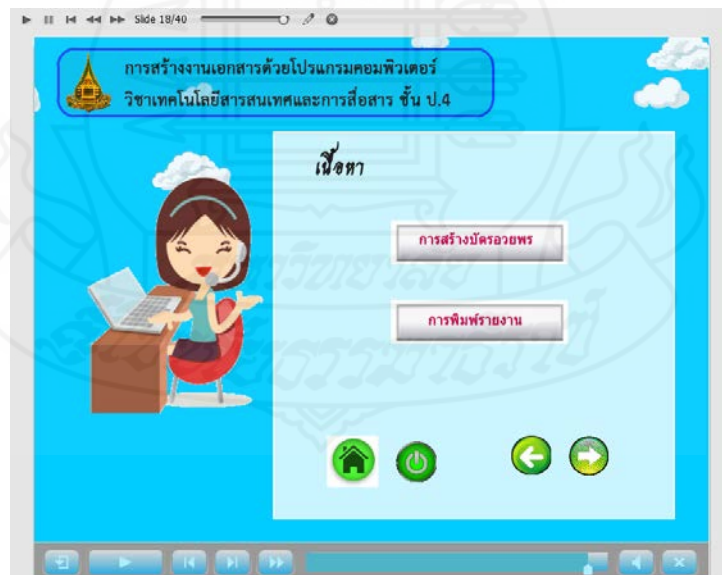 Slide 18/40
การสร้างงานเอกสารด้วยโปรแกรมคอมพิวเตอร์
วิชาเทคโนโลยีสารสนเทศและการสื่อสาร ชั้น ป.4
เนื้อหา
การสร้างบัตรอวยพร
การพิมพ์รายงาน